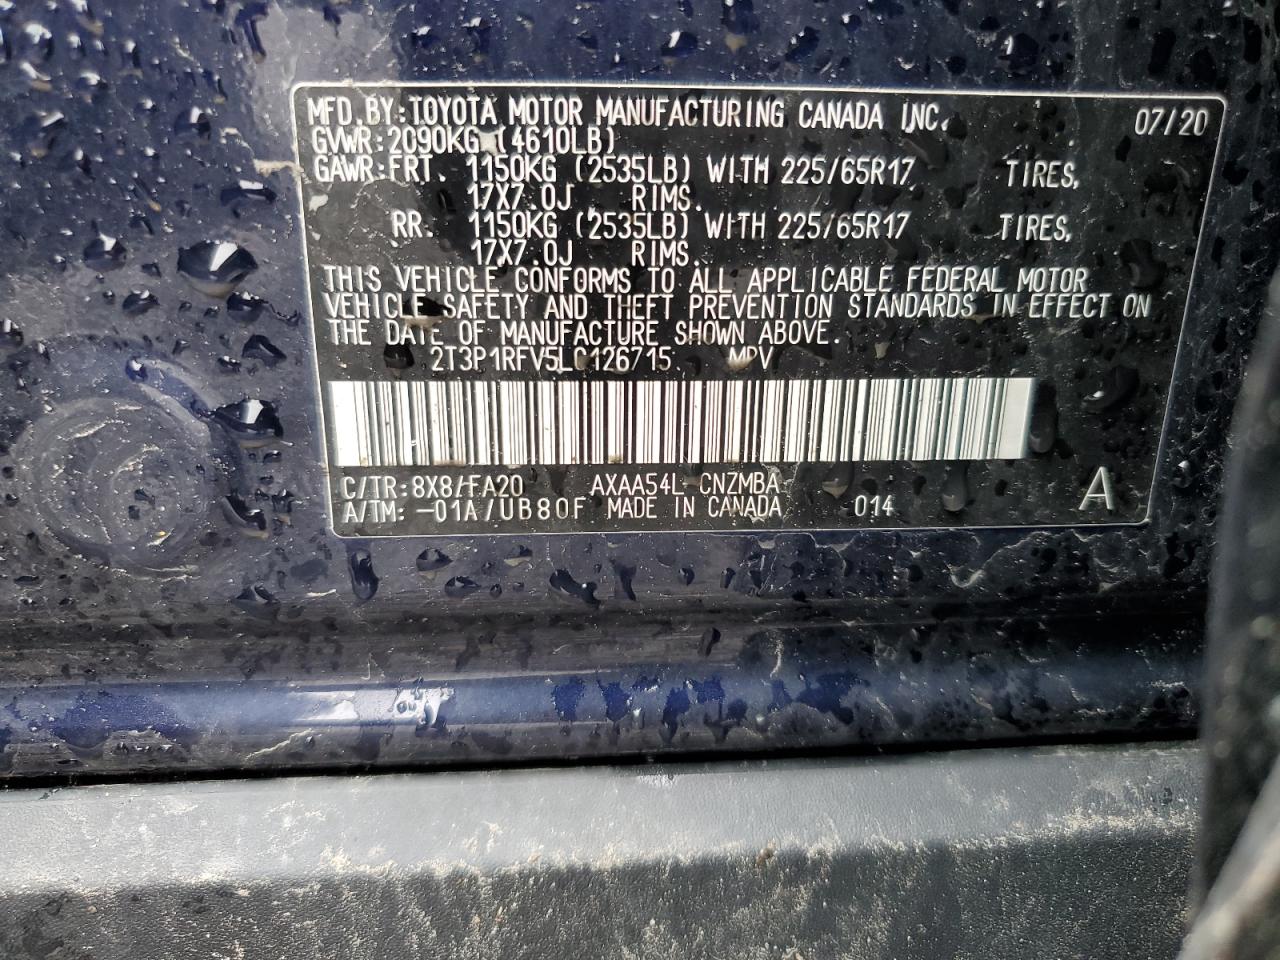 MFD.BY:TOYOTA MOTOR MANUFACTURING CANADA INC. 07/20
GVWR:2090KG (4610LB)
GAWR:FRT. 1150KG (2535LB) WITH 225/65R17 TIRES,
17X7.0J RIMS.
RR. 1150KG (2535LB) WITH 225/65R17 TIRES,
17X7.0J RIMS.
THIS VEHICLE CONFORMS TO ALL APPLICABLE FEDERAL MOTOR
VEHICLE SAFETY AND THEFT PREVENTION STANDARDS IN EFFECT ON
THE DATE OF MANUFACTURE SHOWN ABOVE.
2T3P1RFV5LC126715 MPV
C/TR:8X8/FA20 AXAA54L CNZMBA A
A/TM:-01A/UB80F MADE IN CANADA 014